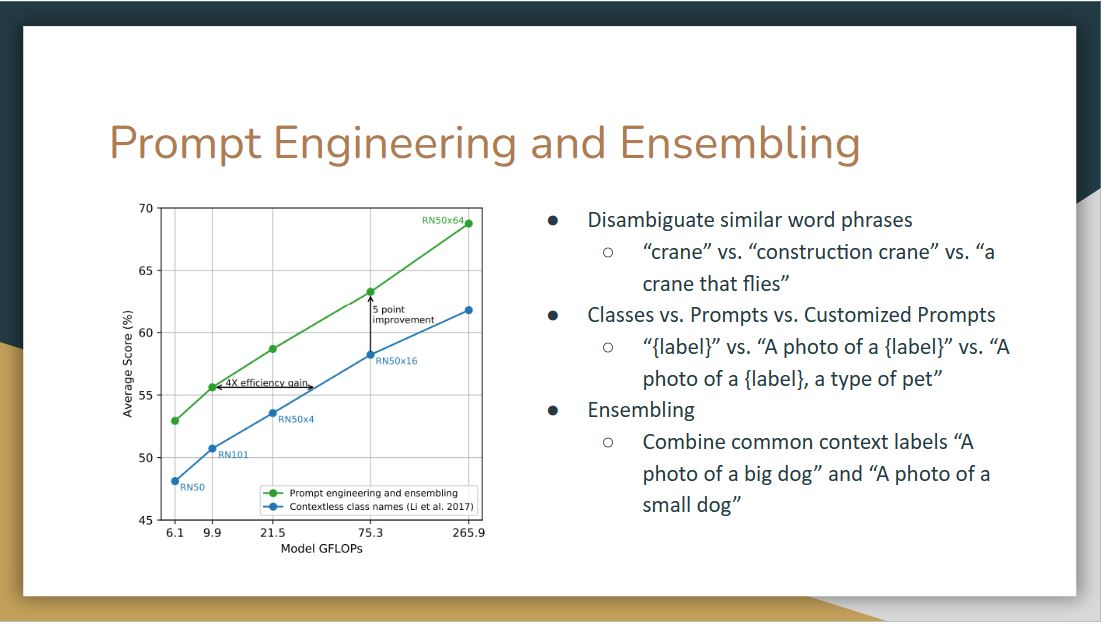 Prompt Engineering and Ensembling
70
65
60
55
50
45
Average Score (%)
RN50x64
5 point
improvement
RN50x16
4X efficiency gain
RN50x4
RN101
RN50
Prompt engineering and ensembling
Contextless class names (Li et al. 2017)
6.1 9.9 21.5 75.3 265.9
Model GFLOPs
● Disambiguate similar word phrases
○ “crane” vs. “construction crane” vs. “a
crane that flies”
● Classes vs. Prompts vs. Customized Prompts
○ “{label}” vs. “A photo of a {label}” vs. “A
photo of a {label}, a type of pet”
● Ensembling
○ Combine common context labels “A
photo of a big dog” and “A photo of a
small dog”